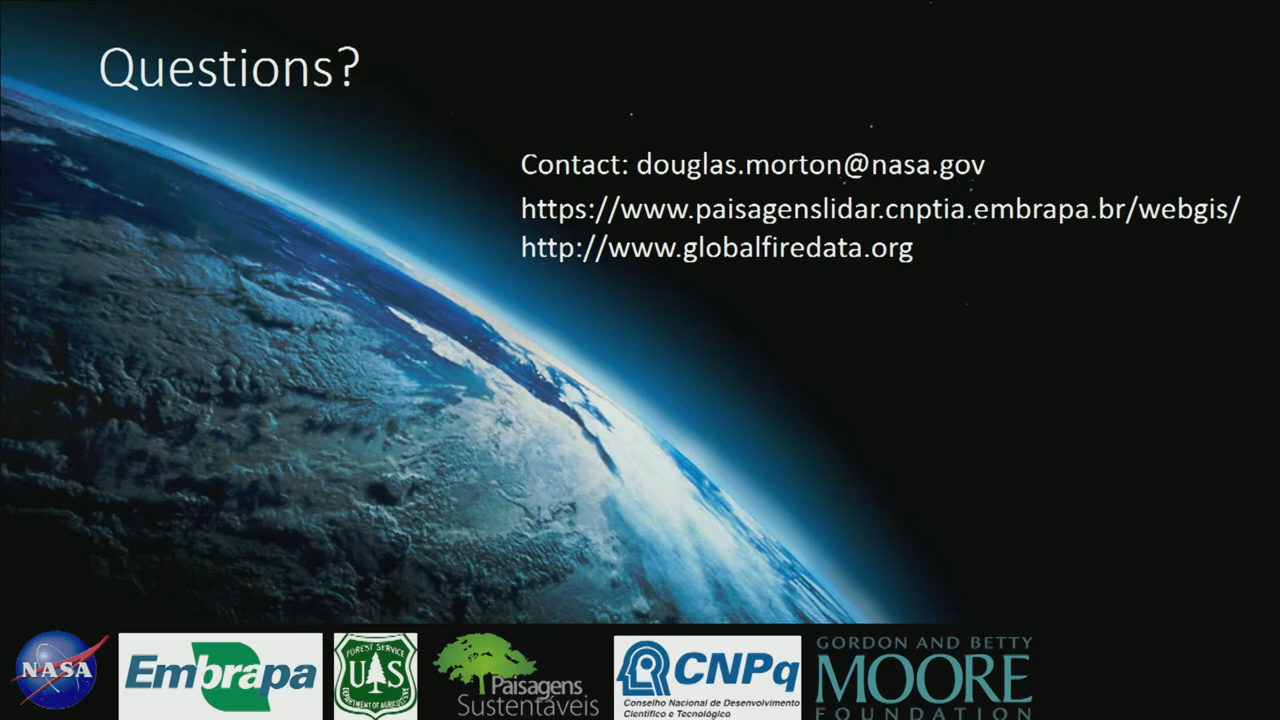 Questions?
Contact: douglas.morton@nasa.gov
https://www.paisagenslidar.cnptia.embrapa.br/webgis/
http://www.globalfiredata.org
NASA
Embrapa
FOREST SERVICE
US
DEPARTMENT OF AGRICULTURE
Paisagens
Sustentáveis
CNPq
Conselho Nacional de Desenvolvimento
Científico e Tecnológico
GORDON AND BETTY
MOORE
FOUNDATION